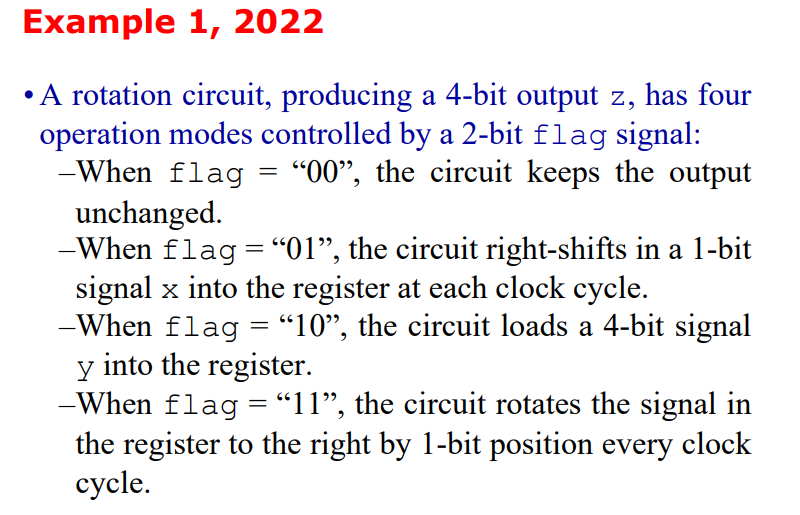 Example 1, 2022
• A rotation circuit, producing a 4-bit output z, has four
operation modes controlled by a 2-bit flag signal:
–When flag = “00”, the circuit keeps the output
unchanged.
–When flag = “01”, the circuit right-shifts in a 1-bit
signal x into the register at each clock cycle.
–When flag = “10”, the circuit loads a 4-bit signal
y into the register.
–When flag = “11”, the circuit rotates the signal in
the register to the right by 1-bit position every clock
cycle.